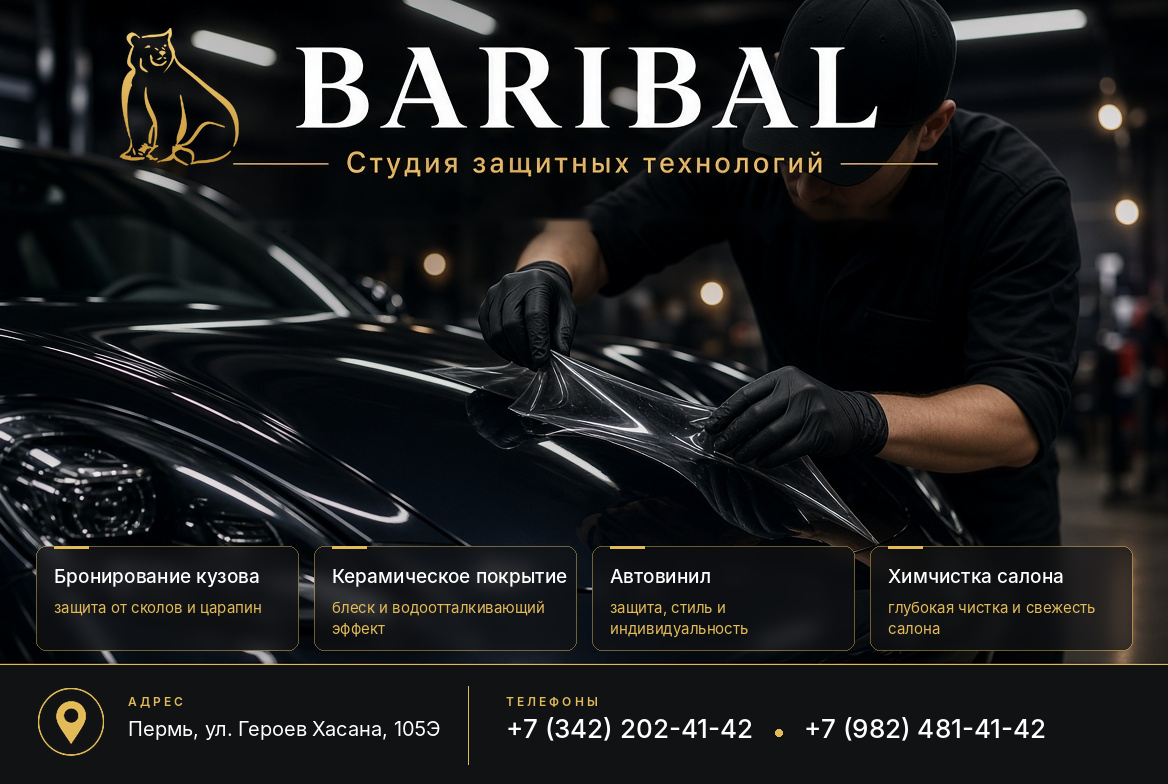 BARIBAL
Студия защитных технологий
Бронирование кузова
защита от сколов и царапин
Керамическое покрытие
блеск и водоотталкивающий
эффект
Автовинил
защита, стиль и
индивидуальность
Химчистка салона
глубокая чистка и свежесть
салона
АДРЕС
Пермь, ул. Героев Хасана, 105Э
ТЕЛЕФОНЫ
+7 (342) 202-41-42 • +7 (982) 481-41-42